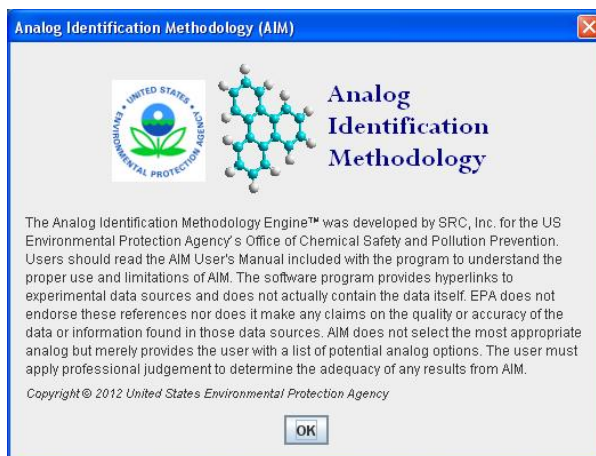 Analog Identification Methodology (AIM)
UNITED STATES
ENVIRONMENTAL PROTECTION AGENCY
Analog
Identification
Methodology
The Analog Identification Methodology Engine™ was developed by SRC, Inc. for the US
Environmental Protection Agency's Office of Chemical Safety and Pollution Prevention.
Users should read the AIM User's Manual included with the program to understand the
proper use and limitations of AIM. The software program provides hyperlinks to
experimental data sources and does not actually contain the data itself. EPA does not
endorse these references nor does it make any claims on the quality or accuracy of the
data or information found in those data sources. AIM does not select the most appropriate
analog but merely provides the user with a list of potential analog options. The user must
apply professional judgement to determine the adequacy of any results from AIM.
Copyright © 2012 United States Environmental Protection Agency
OK